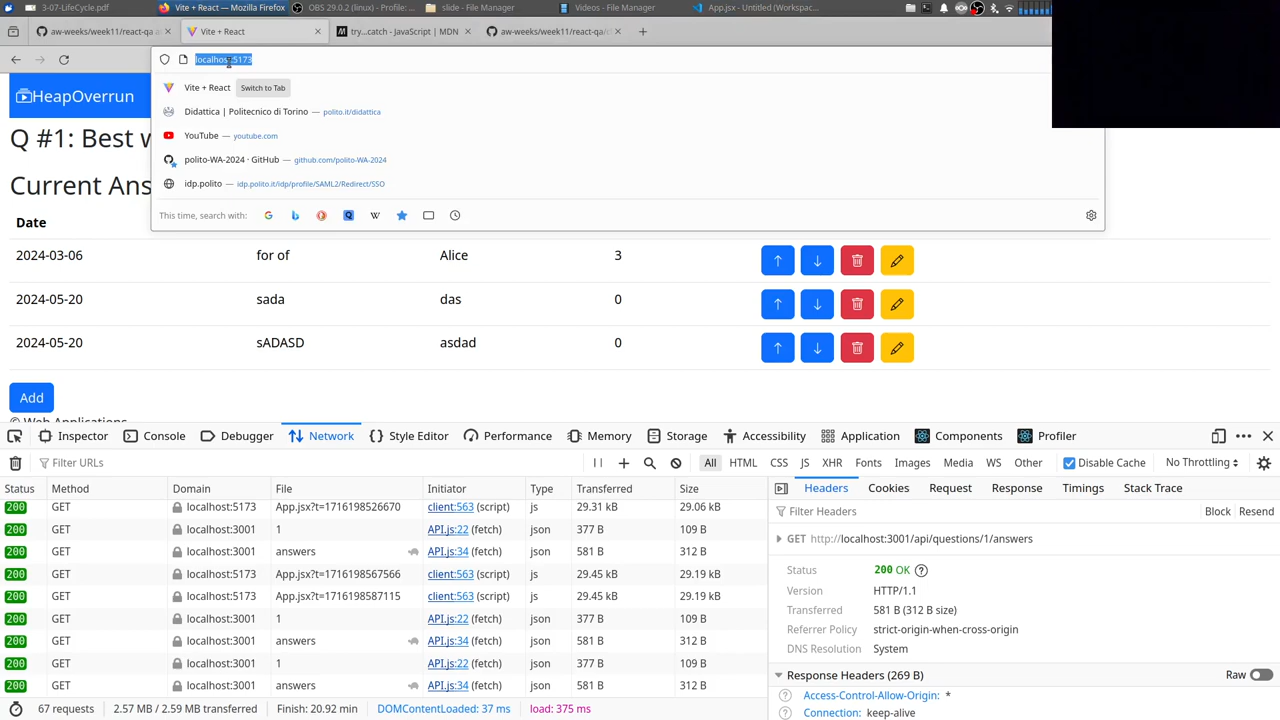 3-07-LifeCycle.pdf
Vite + React — Mozilla Firefox
OBS 29.0.2 (linux) - Profile: ...
slide - File Manager
Videos - File Manager
App.jsx - Untitled (Workspac...
aw-weeks/week11/react-qa
Vite + React
try...catch - JavaScript | MDN
aw-weeks/week11/react-qa/
localhost:5173
Vite + React
Switch to Tab
Didattica | Politecnico di Torino — polito.it/didattica
YouTube — youtube.com
polito-WA-2024 · GitHub — github.com/polito-WA-2024
idp.polito — idp.polito.it/idp/profile/SAML2/Redirect/SSO
This time, search with:
HeapOverrun
Q #1: Best
Current Ans
Date
2024-03-06 for of Alice 3
2024-05-20 sada das 0
2024-05-20 sADASD asdad 0
Add
© Web Applications
Inspector Console Debugger Network Style Editor Performance Memory Storage Accessibility Application Components Profiler
Filter URLs
All HTML CSS JS XHR Fonts Images Media WS Other Disable Cache No Throttling
Status Method Domain File Initiator Type Transferred Size
200 GET localhost:5173 App.jsx?t=1716198526670 client:563 (script) js 29.31 kB 29.06 kB
200 GET localhost:3001 1 API.js:22 (fetch) json 377 B 109 B
200 GET localhost:3001 answers API.js:34 (fetch) json 581 B 312 B
200 GET localhost:5173 App.jsx?t=1716198567566 client:563 (script) js 29.45 kB 29.19 kB
200 GET localhost:5173 App.jsx?t=1716198587115 client:563 (script) js 29.45 kB 29.19 kB
200 GET localhost:3001 1 API.js:22 (fetch) json 377 B 109 B
200 GET localhost:3001 answers API.js:34 (fetch) json 581 B 312 B
200 GET localhost:3001 1 API.js:22 (fetch) json 377 B 109 B
200 GET localhost:3001 answers API.js:34 (fetch) json 581 B 312 B
67 requests 2.57 MB / 2.59 MB transferred Finish: 20.92 min DOMContentLoaded: 37 ms load: 375 ms
Headers Cookies Request Response Timings Stack Trace
Filter Headers Block Resend
GET http://localhost:3001/api/questions/1/answers
Status 200 OK
Version HTTP/1.1
Transferred 581 B (312 B size)
Referrer Policy strict-origin-when-cross-origin
DNS Resolution System
Response Headers (269 B) Raw
Access-Control-Allow-Origin: *
Connection: keep-alive